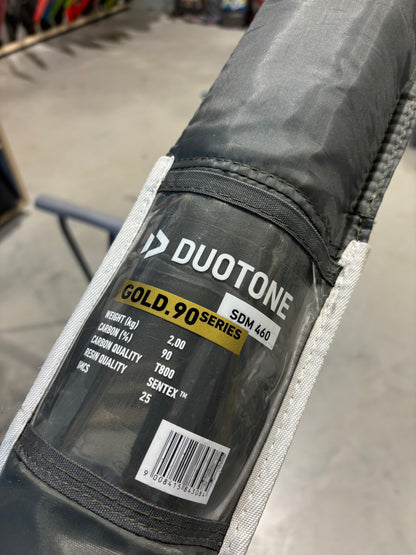 DUOTONE
GOLD.90 SERIES SDM 460
WEIGHT (kg) 2,00
CARBON (%) 90
CARBON QUALITY T800
RESIN QUALITY SENTEX™
IMCS 25